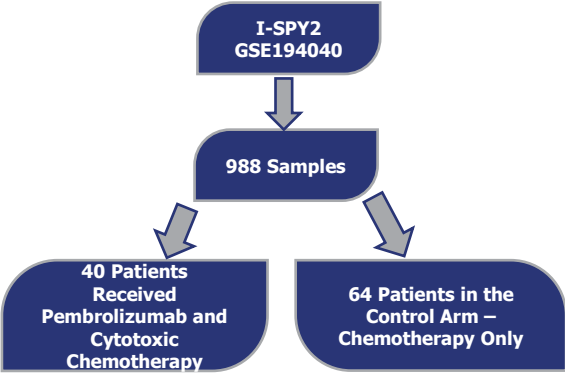 I-SPY2
GSE194040
988 Samples
40 Patients
Received
Pembrolizumab and
Cytotoxic
Chemotherapy
64 Patients in the
Control Arm –
Chemotherapy Only